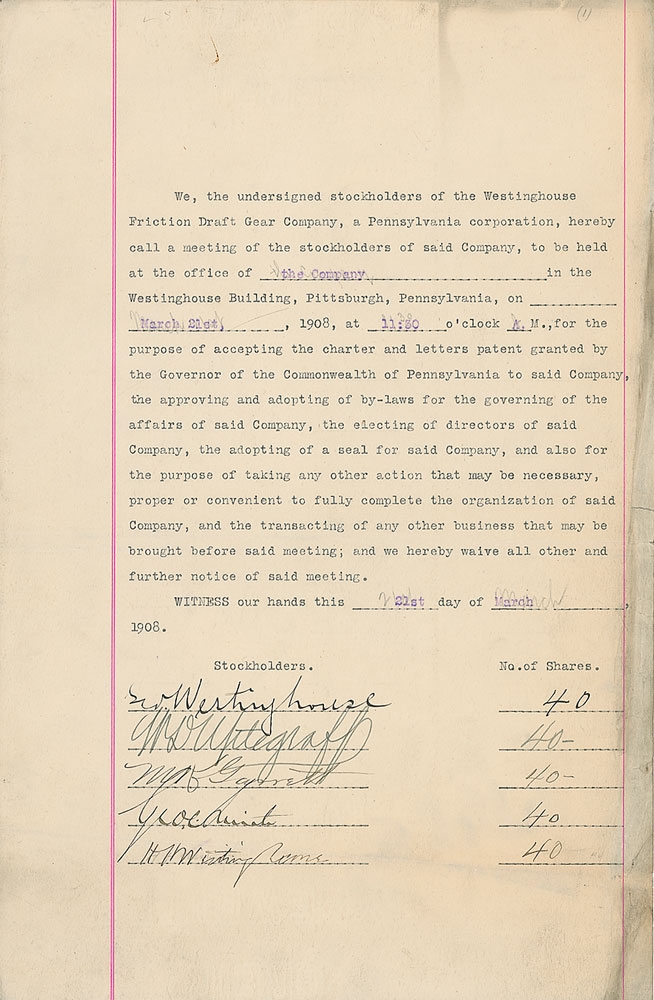 (1)
We, the undersigned stockholders of the Westinghouse
Friction Draft Gear Company, a Pennsylvania corporation, hereby
call a meeting of the stockholders of said Company, to be held
at the office of the Company, in the
Westinghouse Building, Pittsburgh, Pennsylvania, on
March 21st, , 1908, at 11:30 o'clock A. M.,for the
purpose of accepting the charter and letters patent granted by
the Governor of the Commonwealth of Pennsylvania to said Company,
the approving and adopting of by-laws for the governing of the
affairs of said Company, the electing of directors of said
Company, the adopting of a seal for said Company, and also for
the purpose of taking any other action that may be necessary,
proper or convenient to fully complete the organization of said
Company, and the transacting of any other business that may be
brought before said meeting; and we hereby waive all other and
further notice of said meeting.
WITNESS our hands this 21st day of March ,
1908.
Stockholders. No.of Shares.
Geo. Westinghouse 40
W D Uptegraff 40-
40-
40
H H Westinghouse 40